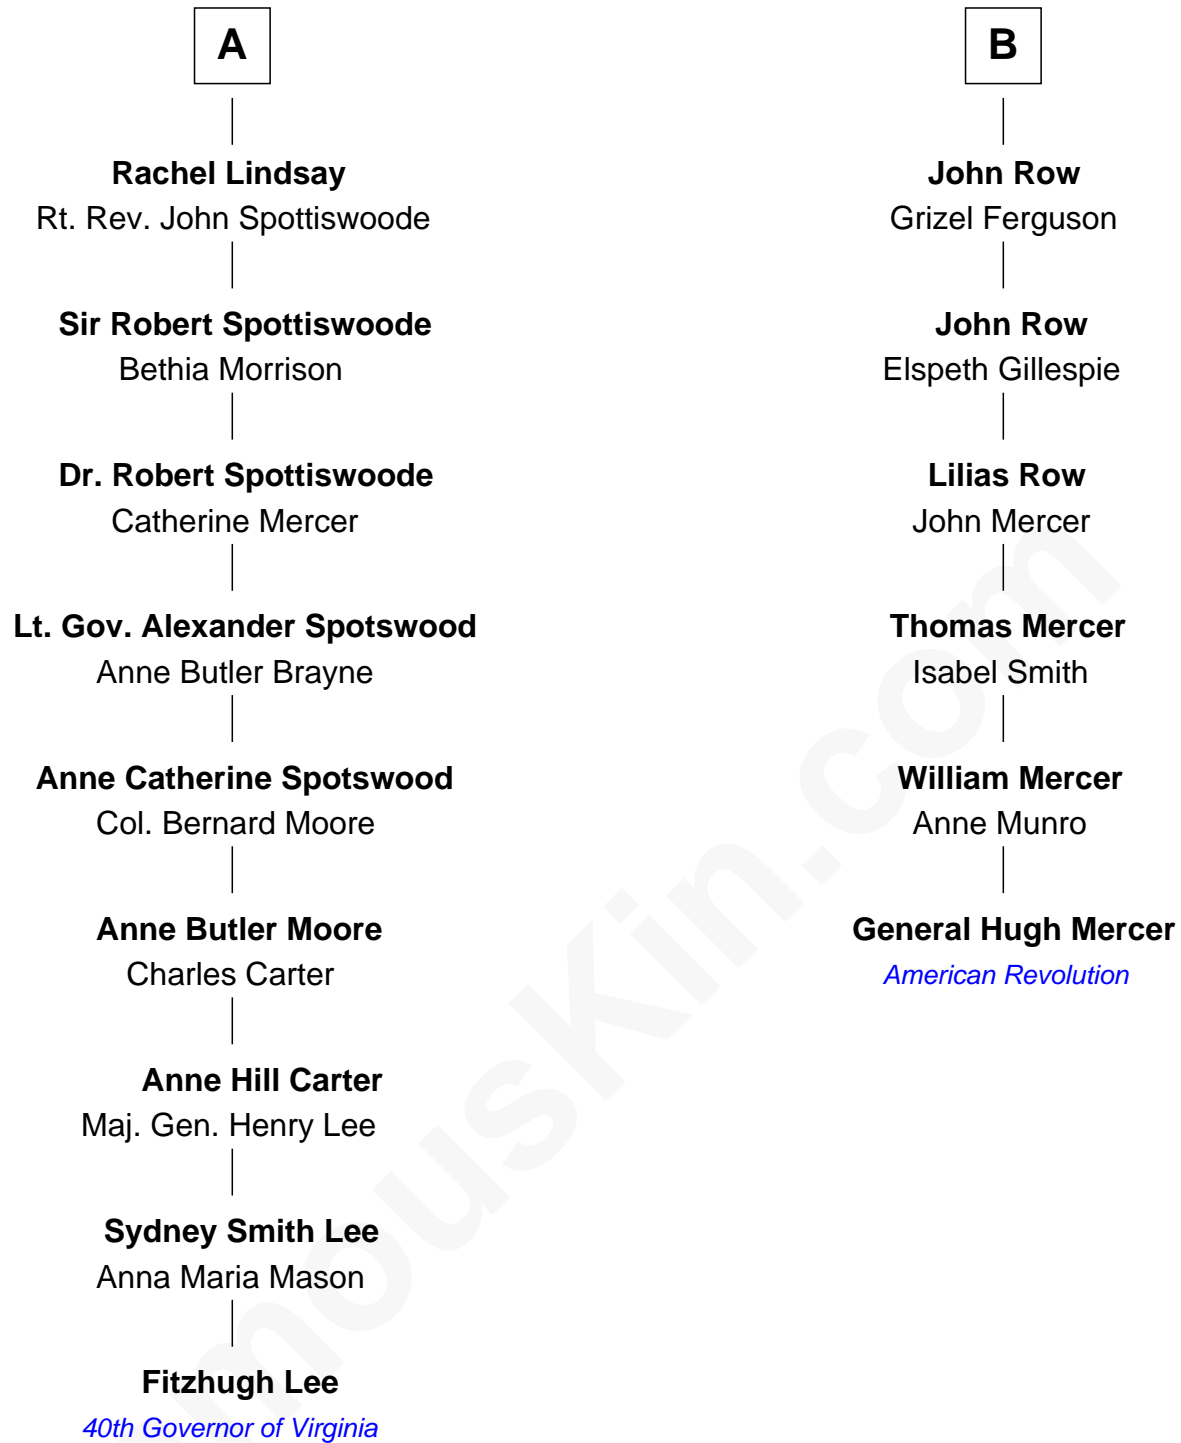 A
Rachel Lindsay
Rt. Rev. John Spottiswoode
Sir Robert Spottiswoode
Bethia Morrison
Dr. Robert Spottiswoode
Catherine Mercer
Lt. Gov. Alexander Spotswood
Anne Butler Brayne
Anne Catherine Spotswood
Col. Bernard Moore
Anne Butler Moore
Charles Carter
Anne Hill Carter
Maj. Gen. Henry Lee
Sydney Smith Lee
Anna Maria Mason
Fitzhugh Lee
40th Governor of Virginia
B
John Row
Grizel Ferguson
John Row
Elspeth Gillespie
Lilias Row
John Mercer
Thomas Mercer
Isabel Smith
William Mercer
Anne Munro
General Hugh Mercer
American Revolution
mousKin.com